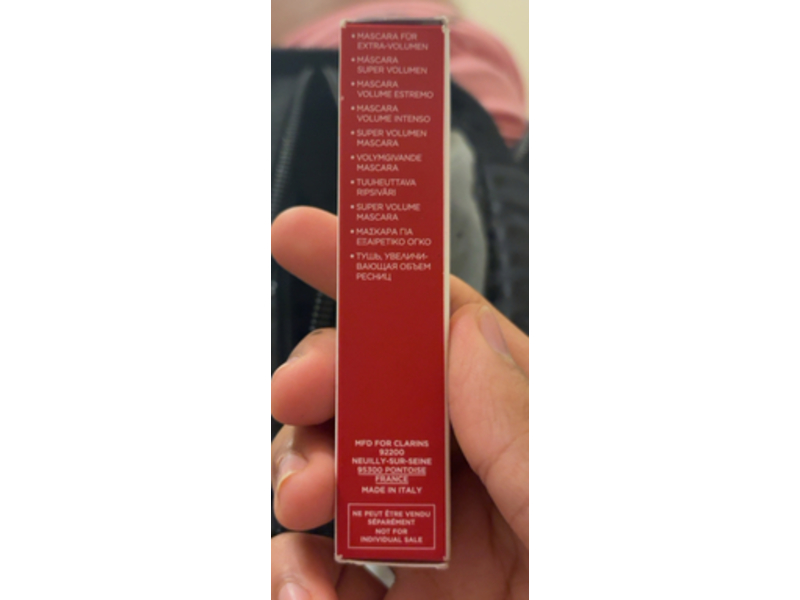 • MASCARA FOR
EXTRA-VOLUMEN
• MÁSCARA
SUPER VOLUMEN
• MASCARA
VOLUME ESTREMO
• MASCARA
VOLUME INTENSO
• SUPER VOLUMEN
MASCARA
• VOLYMGIVANDE
MASCARA
• TUUHEUTTAVA
RIPSIVÄRI
• SUPER VOLUME
MASCARA
• ΜΑΣΚΑΡΑ ΓΙΑ
ΕΞΑΙΡΕΤΙΚΟ ΟΓΚΟ
• ТУШЬ, УВЕЛИЧИ-
ВАЮЩАЯ ОБЪЕМ
РЕСНИЦ
MFD FOR CLARINS
92200
NEUILLY-SUR-SEINE
95300 PONTOISE
FRANCE
MADE IN ITALY
NE PEUT ÊTRE VENDU
SÉPARÉMENT
NOT FOR
INDIVIDUAL SALE